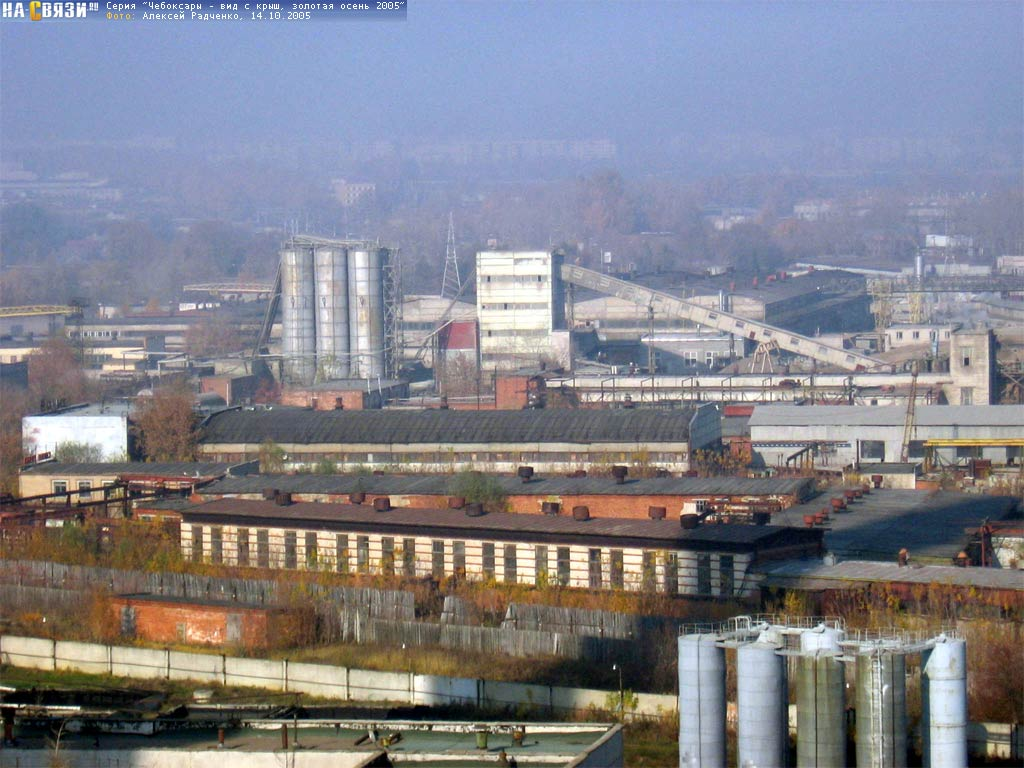 на-Связи.ru
Серия "Чебоксары - вид с крыш, золотая осень 2005"
Фото: Алексей Радченко, 14.10.2005